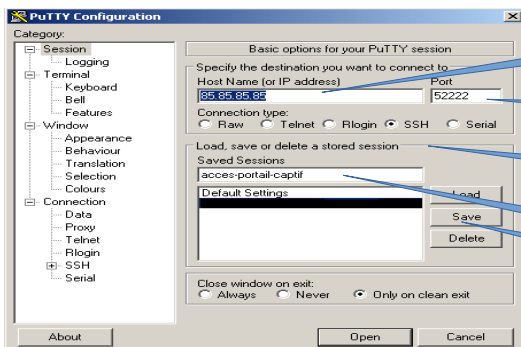 PuTTY Configuration
Category:
Session
Logging
Terminal
Keyboard
Bell
Features
Window
Appearance
Behaviour
Translation
Selection
Colours
Connection
Data
Proxy
Telnet
Rlogin
SSH
Serial
Basic options for your PuTTY session
Specify the destination you want to connect to
Host Name (or IP address) Port
85.85.85.85 52222
Connection type:
Raw Telnet Rlogin SSH Serial
Load, save or delete a stored session
Saved Sessions
acces-portail-captif
Default Settings
Load
Save
Delete
Close window on exit:
Always Never Only on clean exit
About Open Cancel